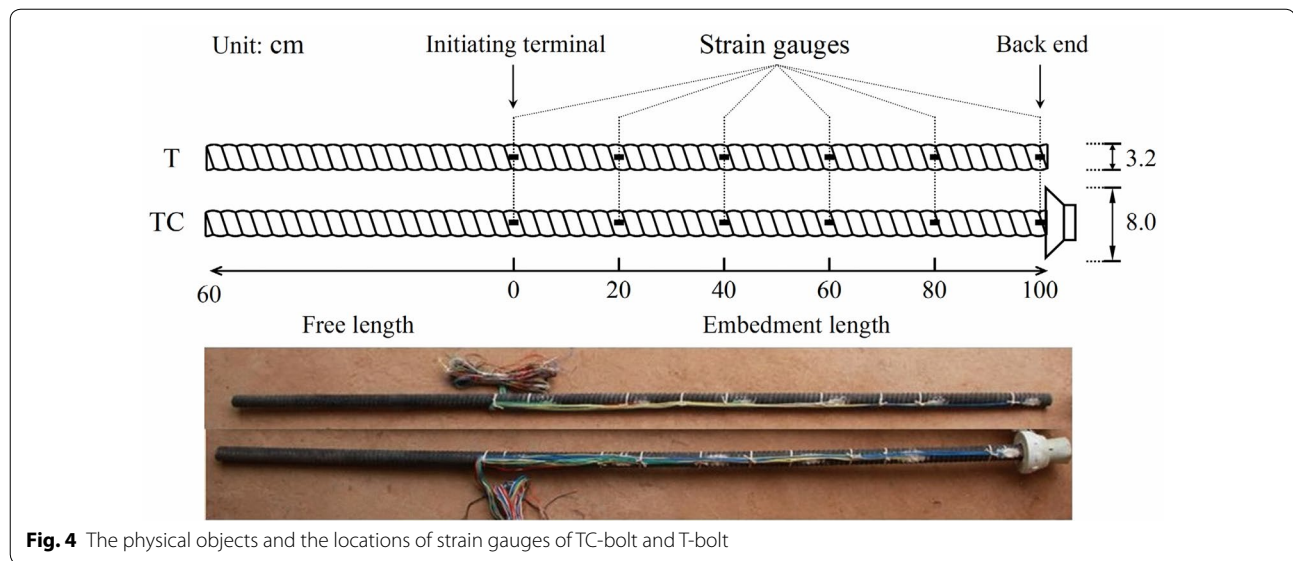 Unit: cm Initiating terminal Strain gauges Back end
T 3.2
TC 8.0
60 0 20 40 60 80 100
Free length Embedment length
Fig. 4 The physical objects and the locations of strain gauges of TC-bolt and T-bolt